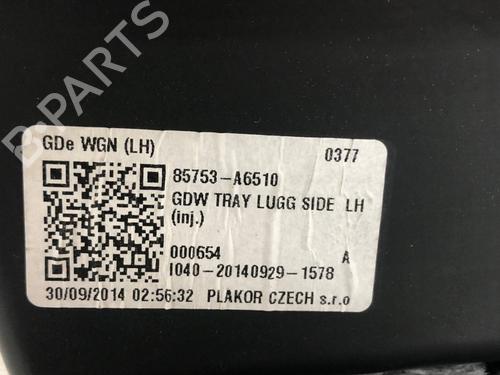 B-PARTS
GDe WGN (LH)
0377
85753-A6510
GDW TRAY LUGG SIDE LH
(inj.)
000654 A
I040-20140929-1578
30/09/2014 02:56:32 PLAKOR CZECH s.r.o